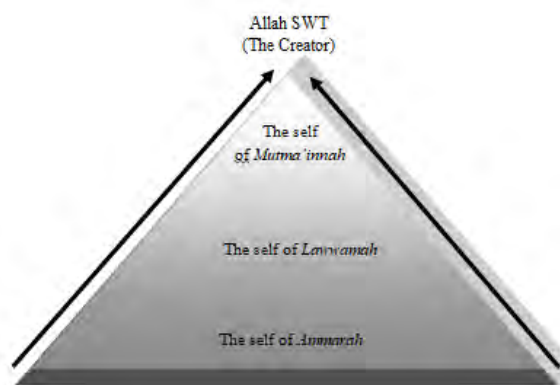 Allah SWT
(The Creator)
The self
of Mutma'innah
The self of Lawwamah
The self of Ammarah